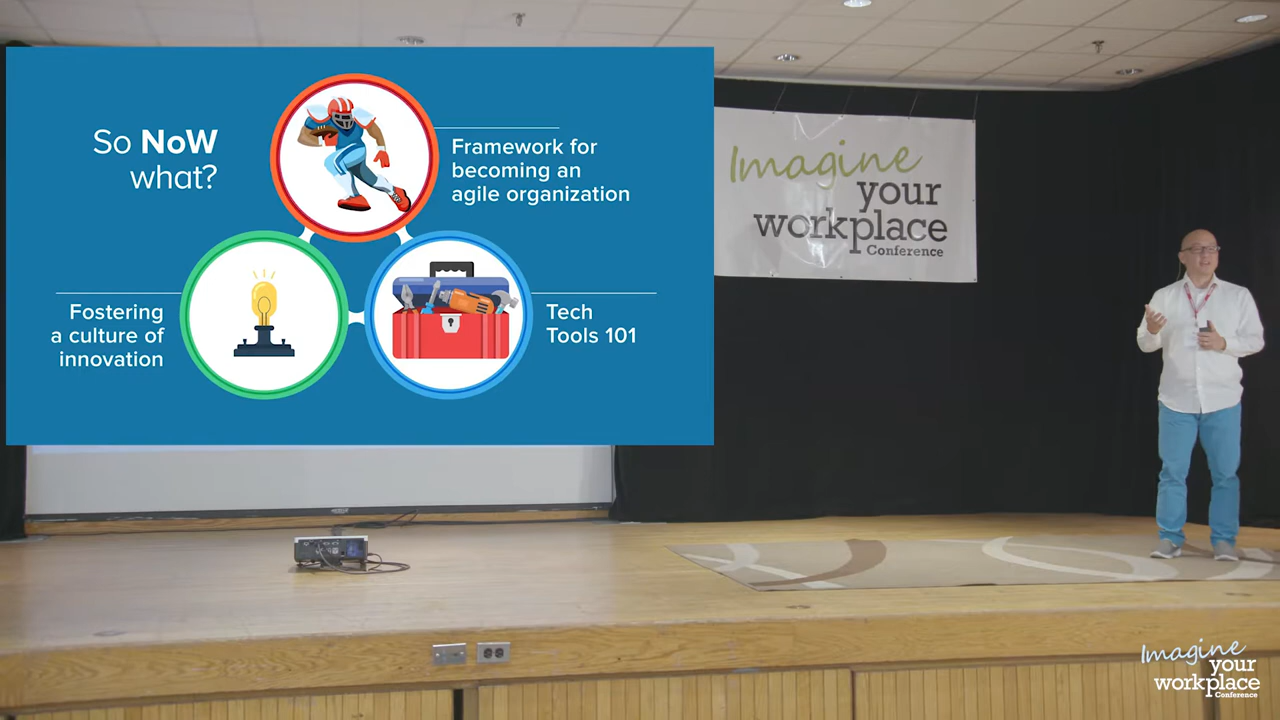 So NoW
what?
Framework for
becoming an
agile organization
Fostering
a culture of
innovation
Tech
Tools 101
Imagine
your
workplace
Conference
Imagine
your
workplace
Conference